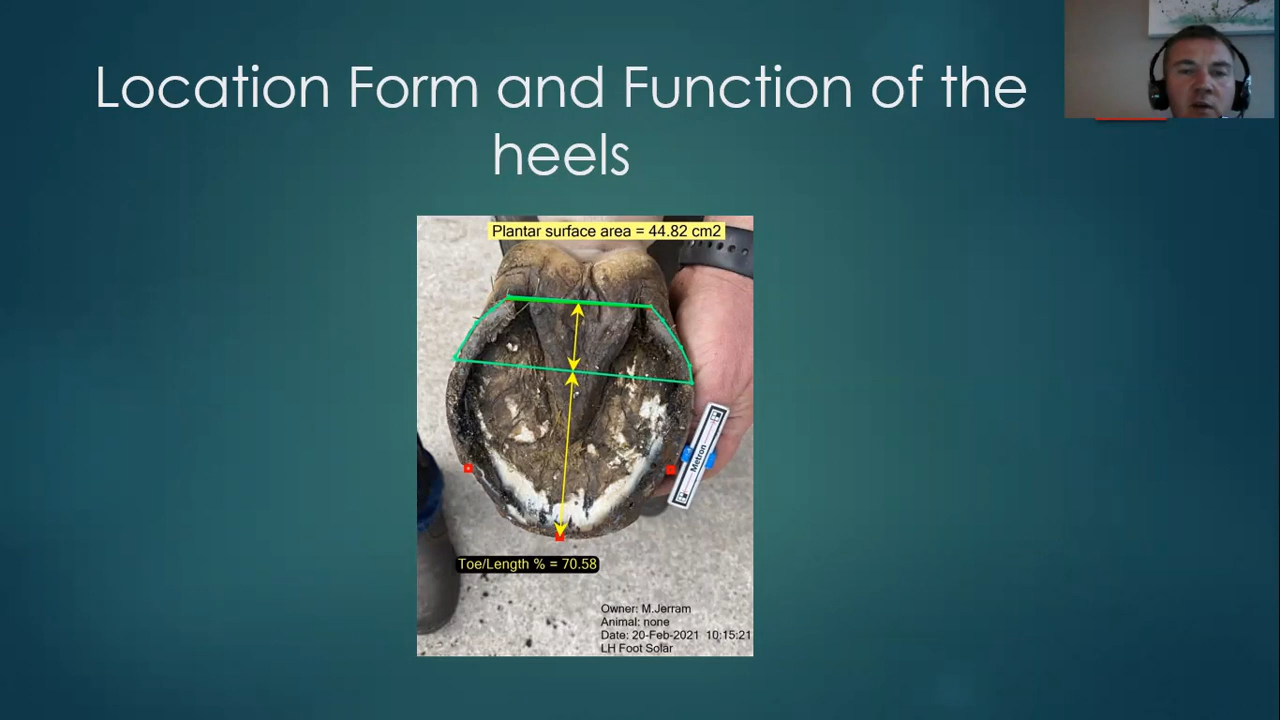 Location Form and Function of the
heels
Plantar surface area = 44.82 cm2
Metron
Toe/Length % = 70.58
Owner: M.Jerram
Animal: none
Date: 20-Feb-2021 10:15:21
LH Foot Solar